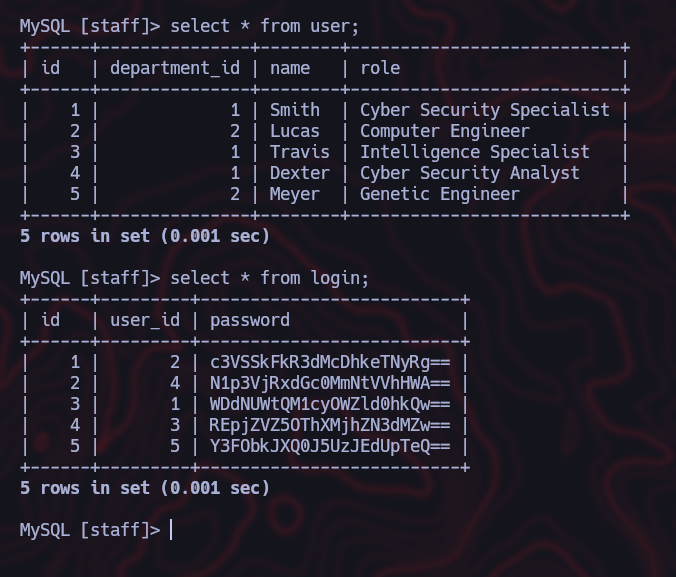 MySQL [staff]> select * from user;
+------+---------------+--------+---------------------------+
| id   | department_id | name   | role                      |
+------+---------------+--------+---------------------------+
|    1 |             1 | Smith  | Cyber Security Specialist |
|    2 |             2 | Lucas  | Computer Engineer         |
|    3 |             1 | Travis | Intelligence Specialist   |
|    4 |             1 | Dexter | Cyber Security Analyst    |
|    5 |             2 | Meyer  | Genetic Engineer          |
+------+---------------+--------+---------------------------+
5 rows in set (0.001 sec)
MySQL [staff]> select * from login;
+------+---------+--------------------------+
| id   | user_id | password                 |
+------+---------+--------------------------+
|    1 |       2 | c3VSSkFkR3dMcDhkeTNyRg== |
|    2 |       4 | N1p3VjRxdGc0MmNtVVhHWA== |
|    3 |       1 | WDdNUWtQM1cyOWZld0hkQw== |
|    4 |       3 | REpjZVZ5OThXMjhZN3dMZw== |
|    5 |       5 | Y3FObkJXQ0J5UzJEdUpTeQ== |
+------+---------+--------------------------+
5 rows in set (0.001 sec)
MySQL [staff]>